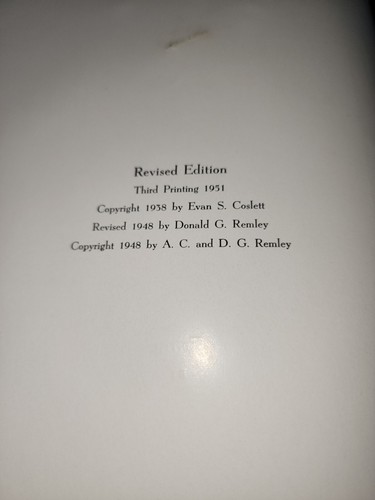 Revised Edition
Third Printing 1951
Copyright 1938 by Evan S. Coslett
Revised 1948 by Donald G. Remley
Copyright 1948 by A. C. and D. G. Remley